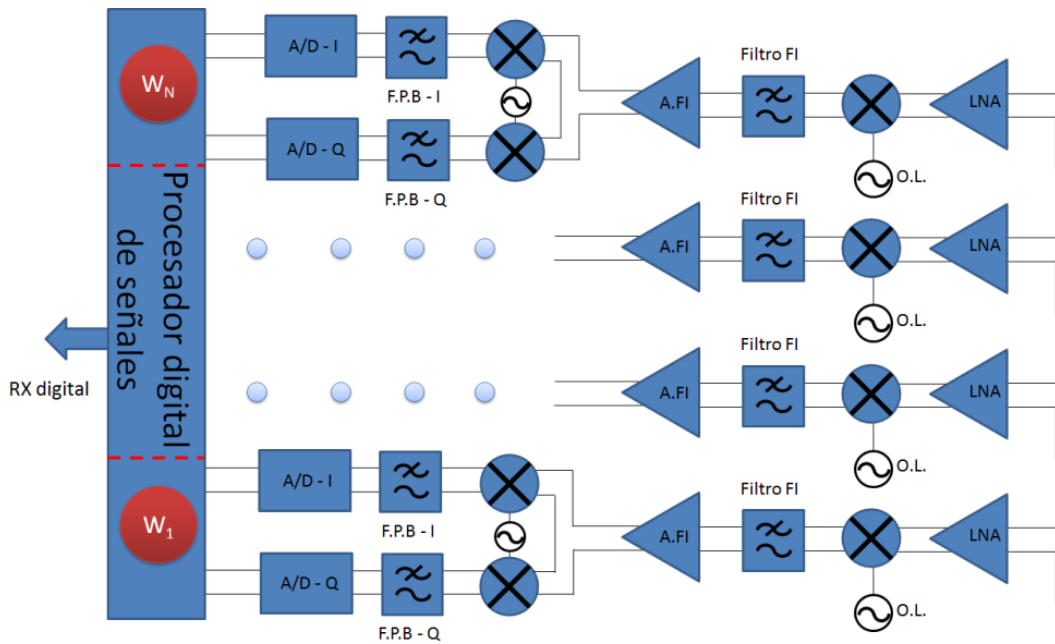 A/D - I
F.P.B - I
W_N
A/D - Q
F.P.B - Q
A.FI
Filtro FI
O.L.
LNA
A.FI
Filtro FI
O.L.
LNA
Procesador digital
de señales
RX digital
A.FI
Filtro FI
O.L.
LNA
A/D - I
F.P.B - I
W_1
A/D - Q
F.P.B - Q
A.FI
Filtro FI
O.L.
LNA